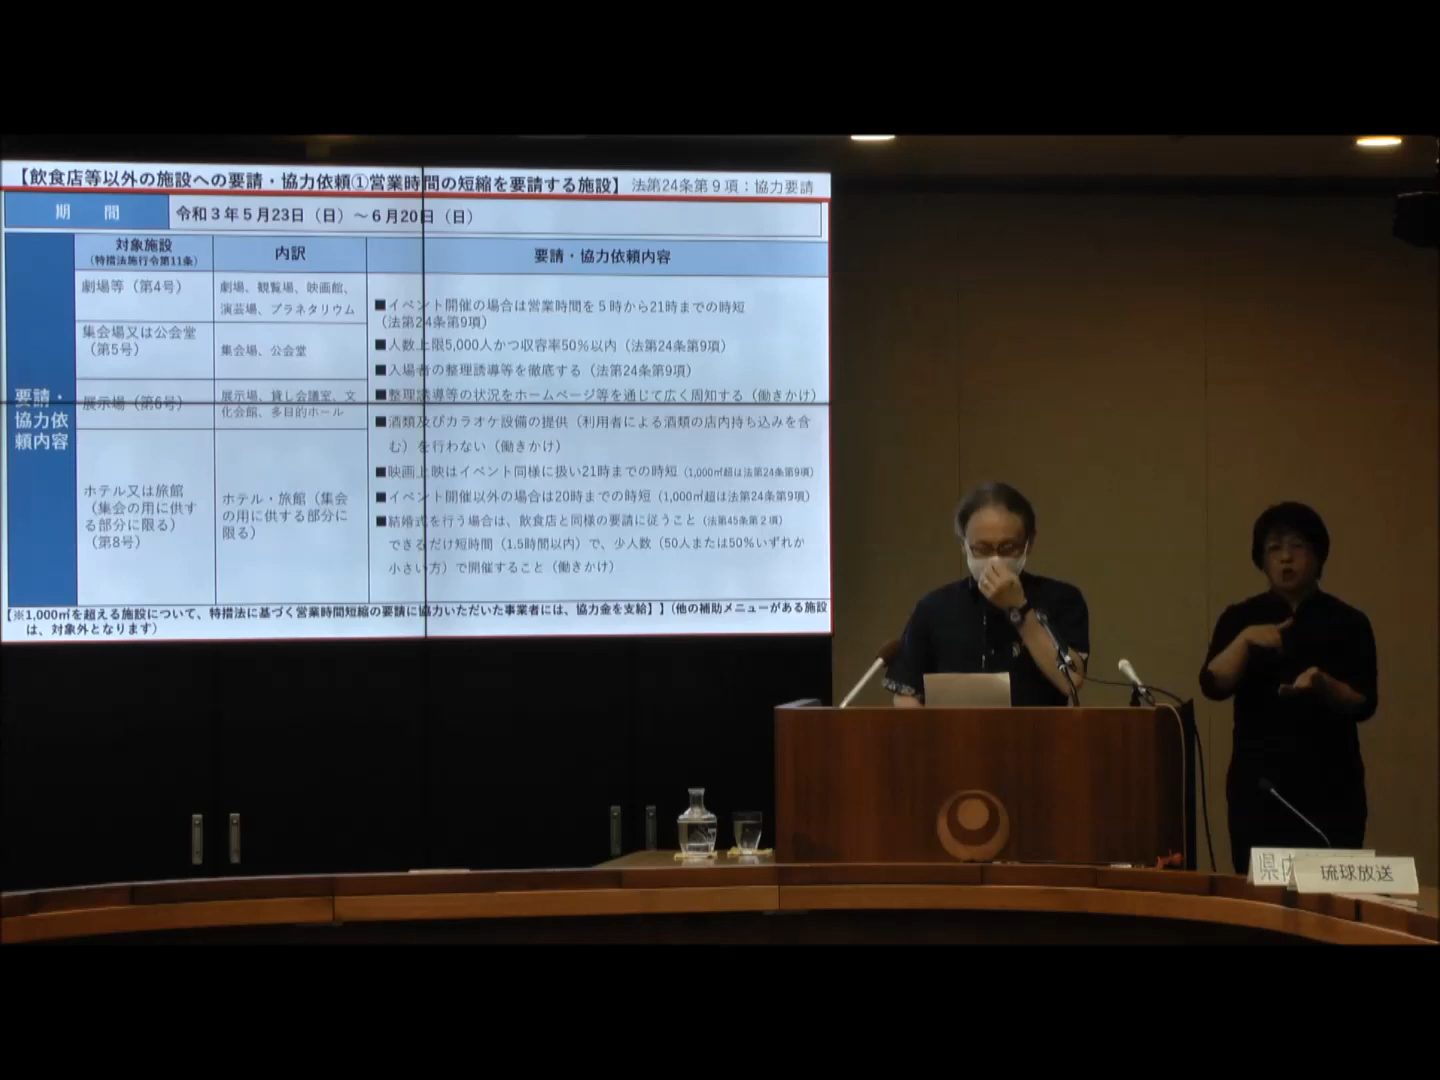 【飲食店等以外の施設への要請・協力依頼①営業時間の短縮を要請する施設】 法第24条第９項：協力要請
期　間
令和３年５月23日（日）～６月20日（日）
対象施設
（特措法施行令第11条）
内訳
要請・協力依頼内容
要請・
協力依
頼内容
劇場等（第4号）
劇場、観覧場、映画館、
演芸場、プラネタリウム
集会場又は公会堂
（第5号）
集会場、公会堂
展示場（第6号）
展示場、貸し会議室、文
化会館、多目的ホール
ホテル又は旅館
（集会の用に供す
る部分に限る）
（第8号）
ホテル・旅館（集会
の用に供する部分に
限る）
■イベント開催の場合は営業時間を５時から21時までの時短
（法第24条第9項）
■人数上限5,000人かつ収容率50%以内（法第24条第9項）
■入場者の整理誘導等を徹底する（法第24条第9項）
■整理誘導等の状況をホームページ等を通じて広く周知する（働きかけ）
■酒類及びカラオケ設備の提供（利用者による酒類の店内持ち込みを含
む）を行わない（働きかけ）
■映画上映はイベント同様に扱い21時までの時短（1,000㎡超は法第24条第9項）
■イベント開催以外の場合は20時までの時短（1,000㎡超は法第24条第9項）
■結婚式を行う場合は、飲食店と同様の要請に従うこと（法第45条第２項）
できるだけ短時間（1.5時間以内）で、少人数（50人または50%いずれか
小さい方）で開催すること（働きかけ）
【※1,000㎡を超える施設について、特措法に基づく営業時間短縮の要請に協力いただいた事業者には、協力金を支給】】（他の補助メニューがある施設
は、対象外となります）
県内
琉球放送